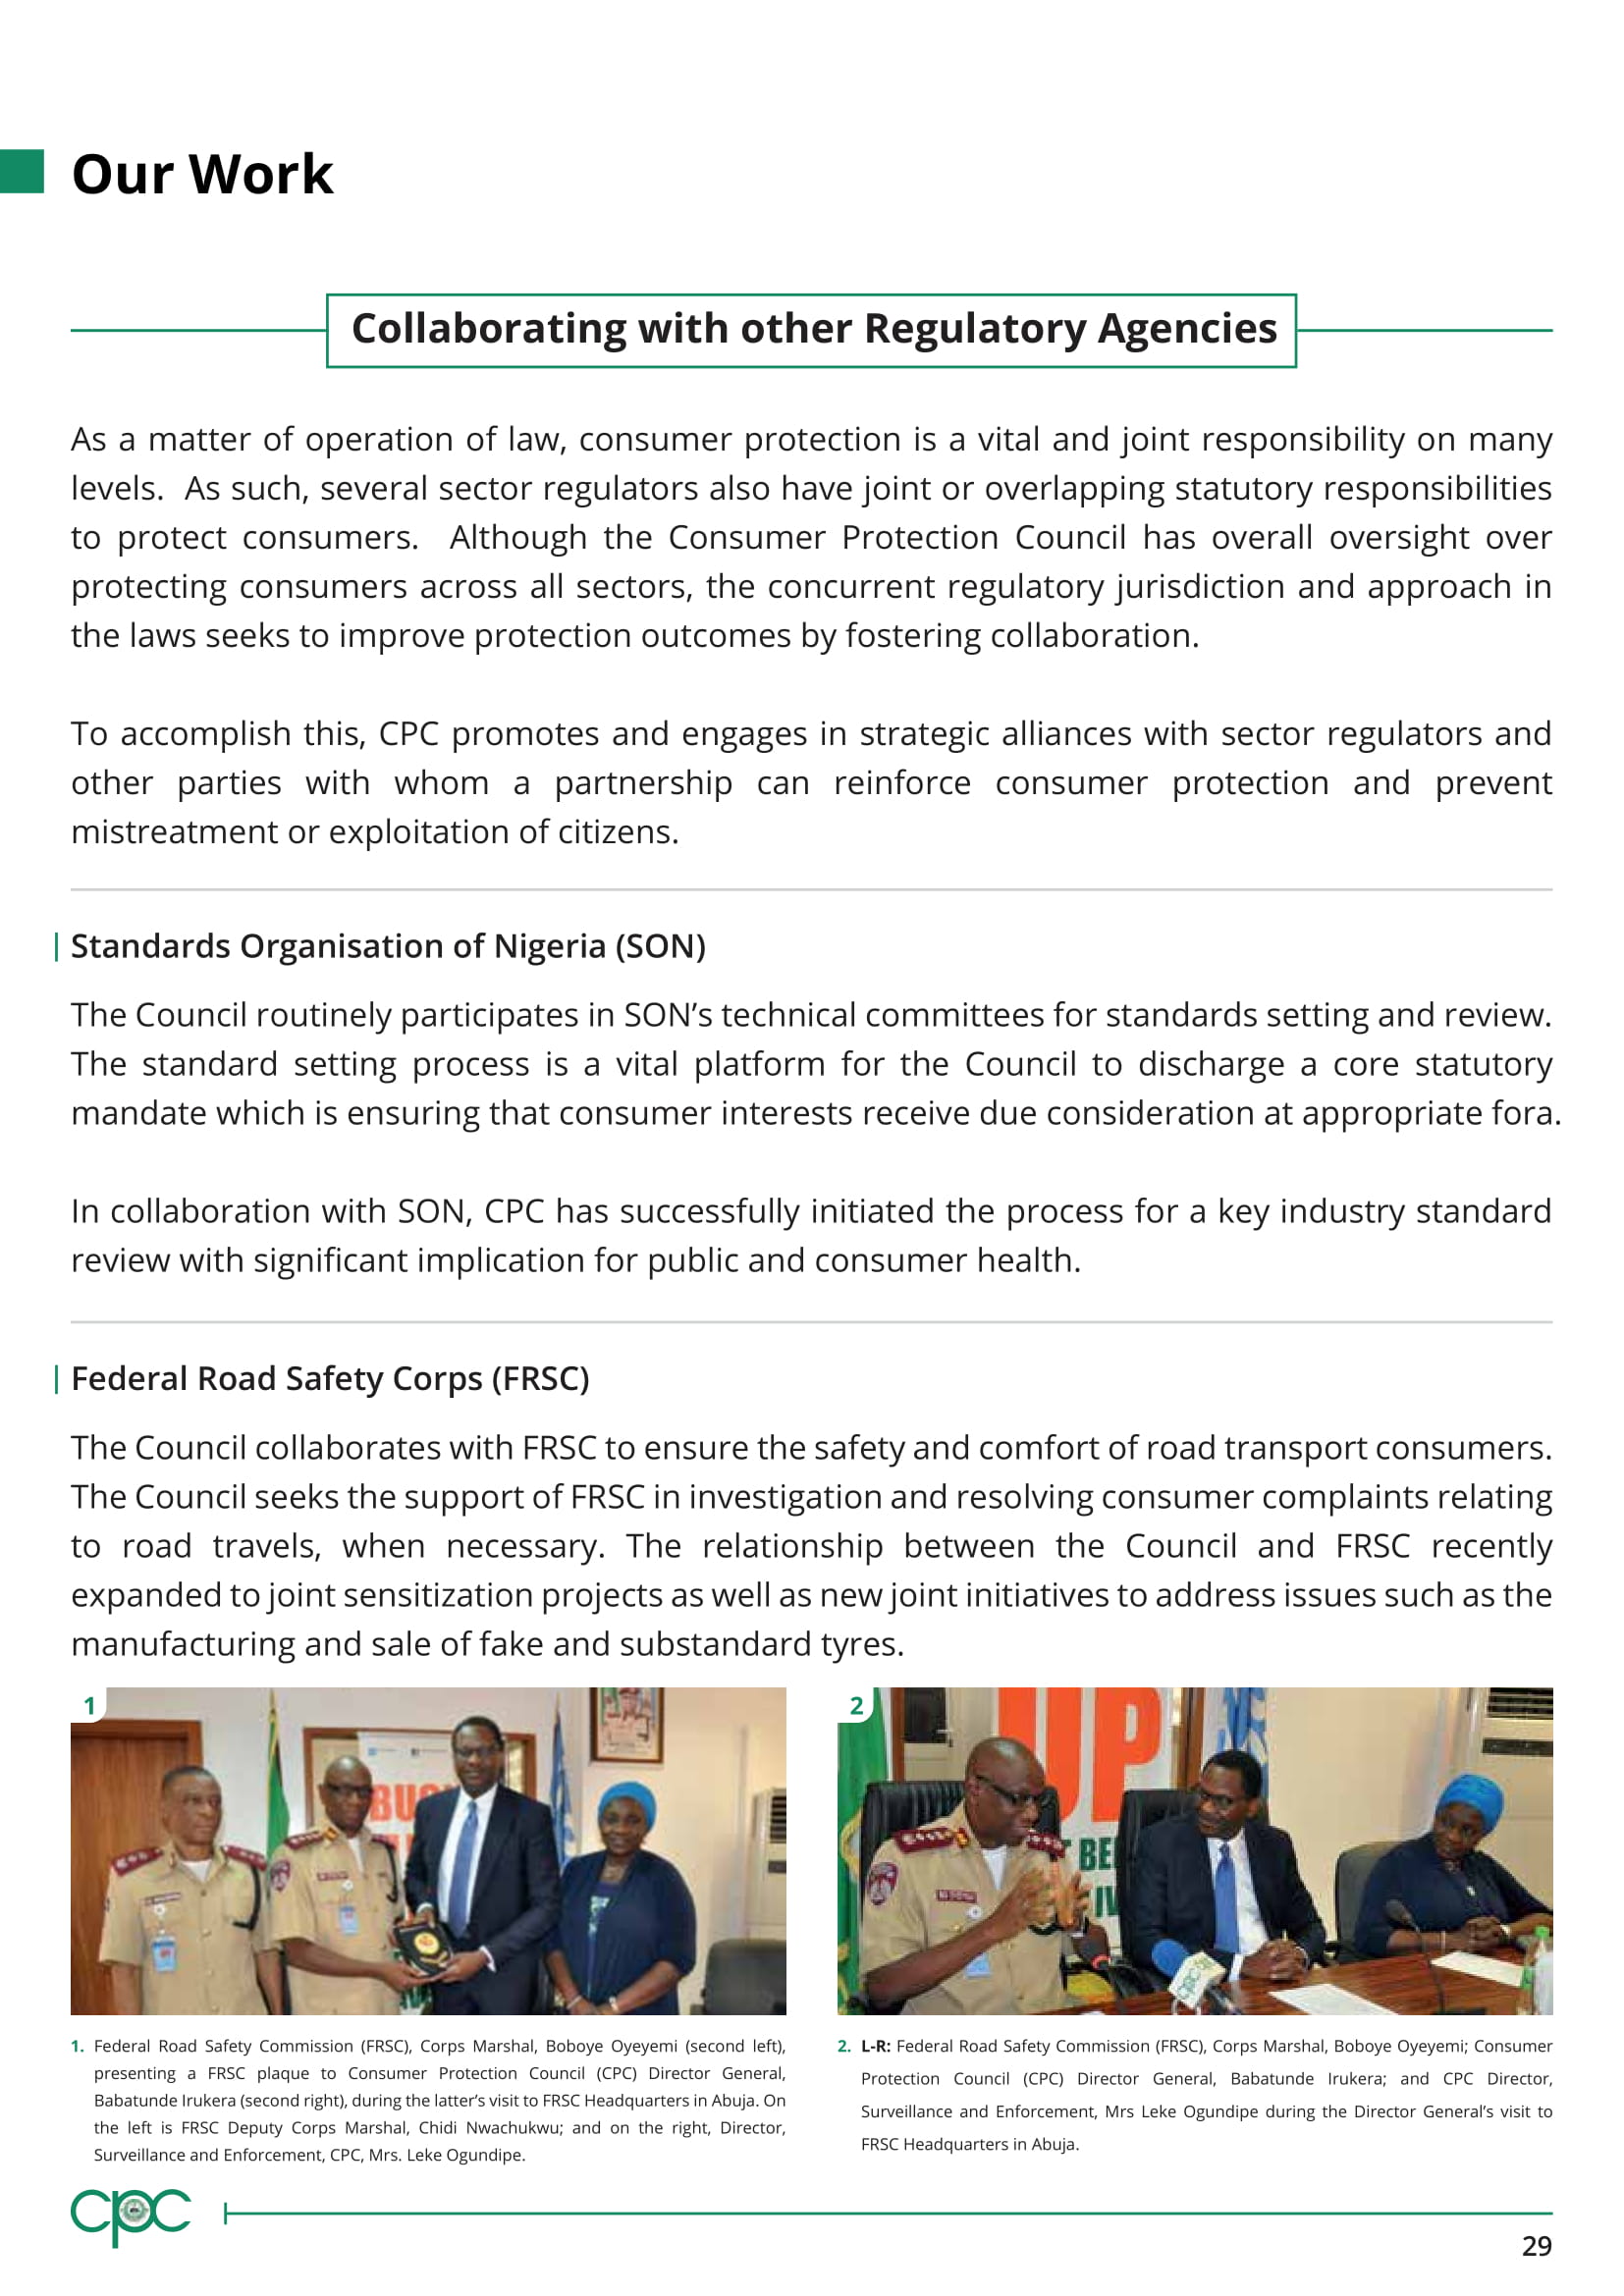 Our Work
Collaborating with other Regulatory Agencies
As a matter of operation of law, consumer protection is a vital and joint responsibility on many
levels.  As such, several sector regulators also have joint or overlapping statutory responsibilities
to protect consumers.  Although the Consumer Protection Council has overall oversight over
protecting consumers across all sectors, the concurrent regulatory jurisdiction and approach in
the laws seeks to improve protection outcomes by fostering collaboration.
To accomplish this, CPC promotes and engages in strategic alliances with sector regulators and
other parties with whom a partnership can reinforce consumer protection and prevent
mistreatment or exploitation of citizens.
Standards Organisation of Nigeria (SON)
The Council routinely participates in SON’s technical committees for standards setting and review.
The standard setting process is a vital platform for the Council to discharge a core statutory
mandate which is ensuring that consumer interests receive due consideration at appropriate fora.
In collaboration with SON, CPC has successfully initiated the process for a key industry standard
review with significant implication for public and consumer health.
Federal Road Safety Corps (FRSC)
The Council collaborates with FRSC to ensure the safety and comfort of road transport consumers.
The Council seeks the support of FRSC in investigation and resolving consumer complaints relating
to road travels, when necessary. The relationship between the Council and FRSC recently
expanded to joint sensitization projects as well as new joint initiatives to address issues such as the
manufacturing and sale of fake and substandard tyres.
1
BU
2
UP
BE
IV
cpc
1. Federal Road Safety Commission (FRSC), Corps Marshal, Boboye Oyeyemi (second left),
presenting a FRSC plaque to Consumer Protection Council (CPC) Director General,
Babatunde Irukera (second right), during the latter’s visit to FRSC Headquarters in Abuja. On
the left is FRSC Deputy Corps Marshal, Chidi Nwachukwu; and on the right, Director,
Surveillance and Enforcement, CPC, Mrs. Leke Ogundipe.
2. L-R: Federal Road Safety Commission (FRSC), Corps Marshal, Boboye Oyeyemi; Consumer
Protection Council (CPC) Director General, Babatunde Irukera; and CPC Director,
Surveillance and Enforcement, Mrs Leke Ogundipe during the Director General’s visit to
FRSC Headquarters in Abuja.
cpc
29